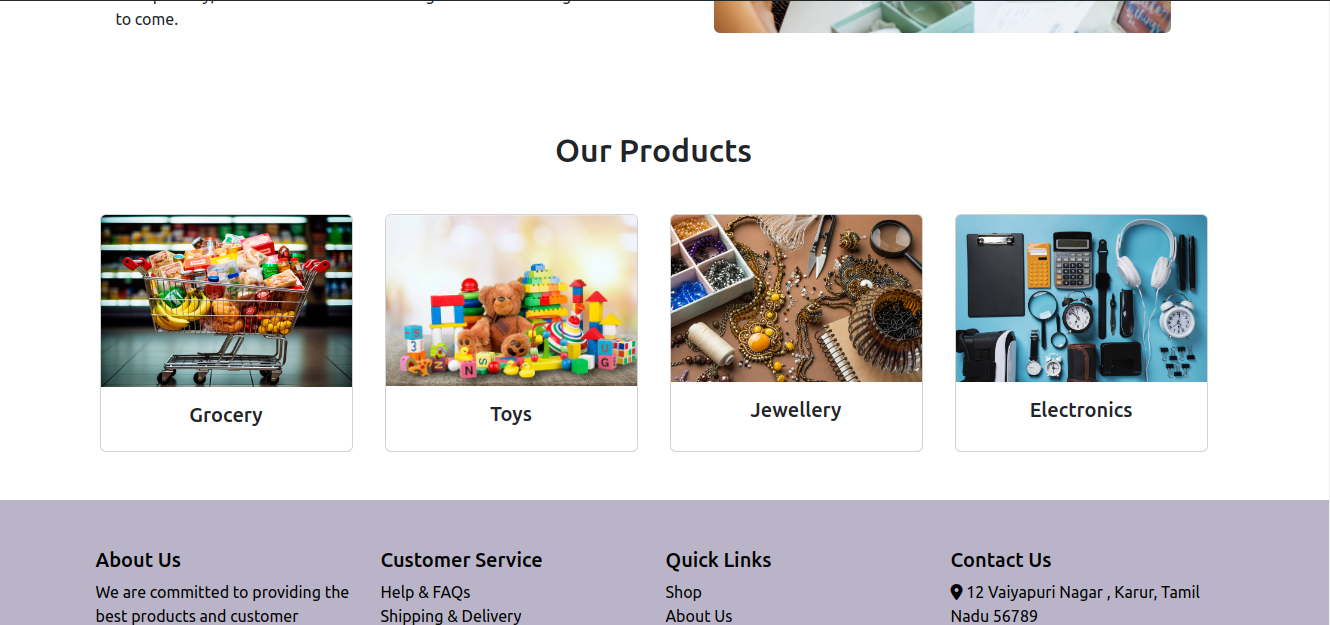 to come.
Our Products
Grocery
Toys
Jewellery
Electronics
About Us
We are committed to providing the
best products and customer
Customer Service
Help & FAQs
Shipping & Delivery
Quick Links
Shop
About Us
Contact Us
12 Vaiyapuri Nagar , Karur, Tamil
Nadu 56789